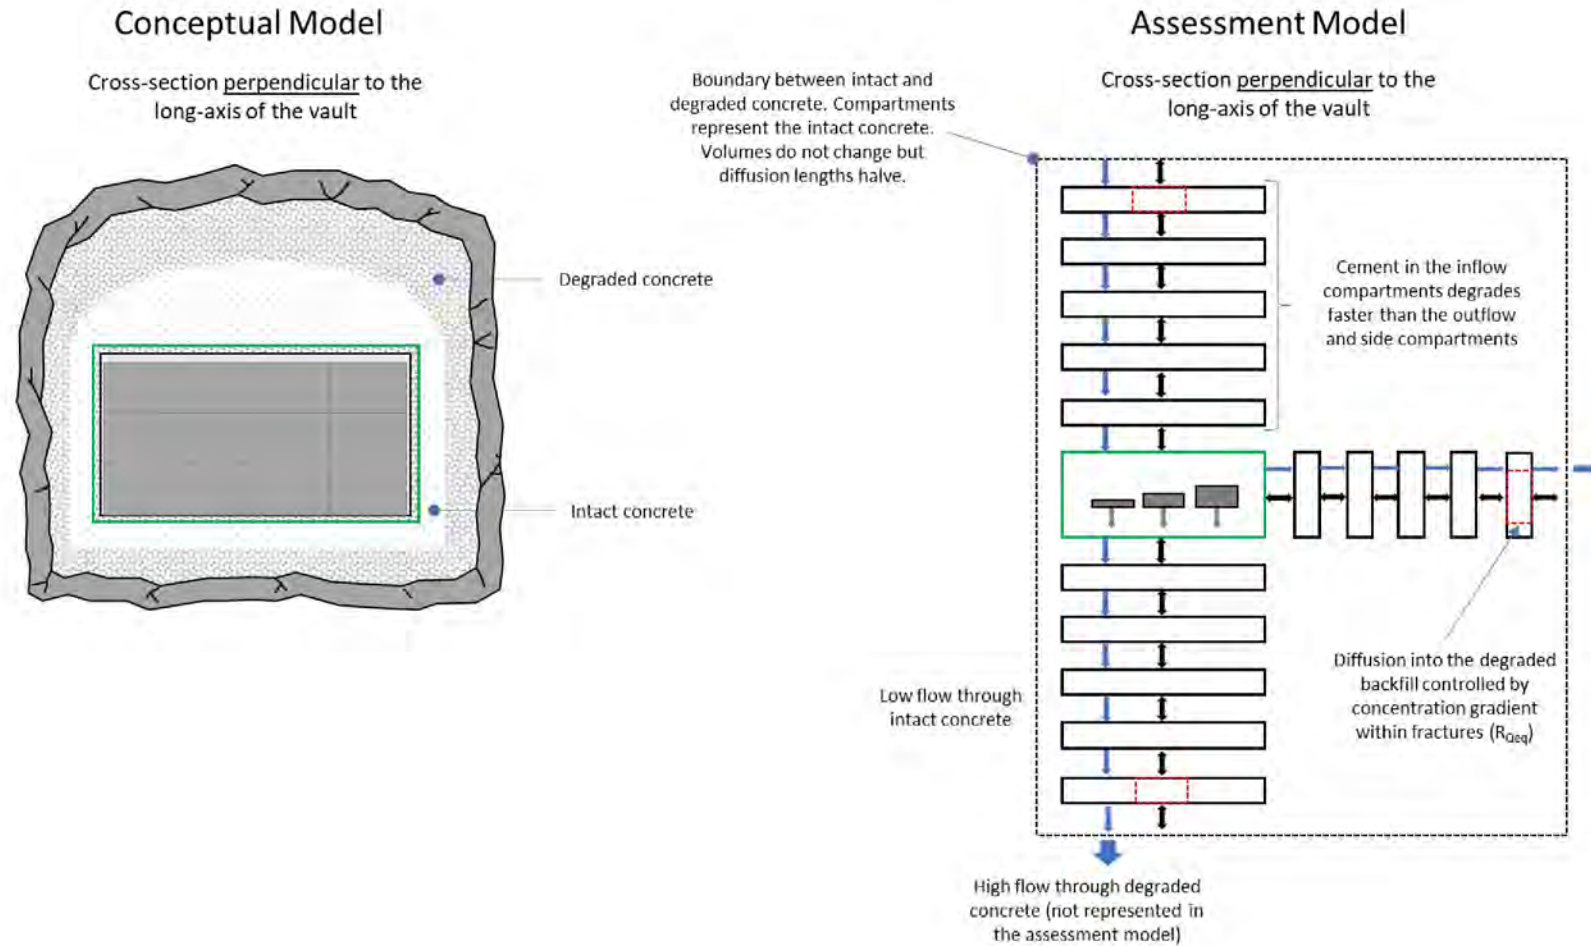 Conceptual Model
Cross-section perpendicular to the
long-axis of the vault
Degraded concrete
Intact concrete
Assessment Model
Cross-section perpendicular to the
long-axis of the vault
Boundary between intact and
degraded concrete. Compartments
represent the intact concrete.
Volumes do not change but
diffusion lengths halve.
Cement in the inflow
compartments degrades
faster than the outflow
and side compartments
Diffusion into the degraded
backfill controlled by
concentration gradient
within fractures (RQeq)
Low flow through
intact concrete
High flow through degraded
concrete (not represented in
the assessment model)